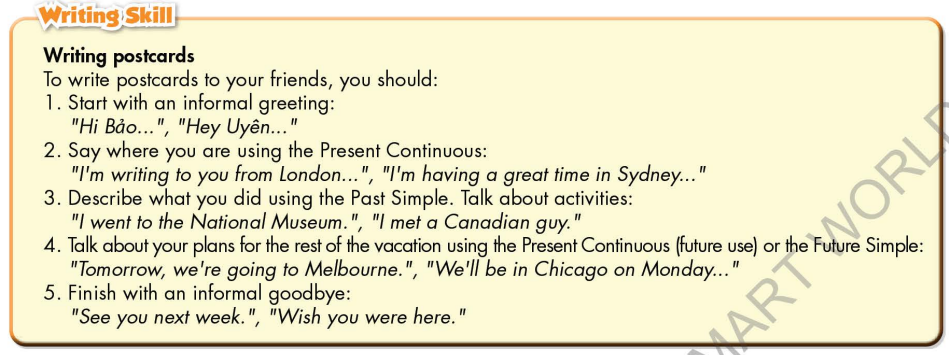 Writing Skill
Writing postcards
To write postcards to your friends, you should:
1. Start with an informal greeting:
"Hi Bảo...", "Hey Uyên..."
2. Say where you are using the Present Continuous:
"I'm writing to you from London...", "I'm having a great time in Sydney..."
3. Describe what you did using the Past Simple. Talk about activities:
"I went to the National Museum.", "I met a Canadian guy."
4. Talk about your plans for the rest of the vacation using the Present Continuous (future use) or the Future Simple:
"Tomorrow, we're going to Melbourne.", "We'll be in Chicago on Monday..."
5. Finish with an informal goodbye:
"See you next week.", "Wish you were here."
MART WORLD